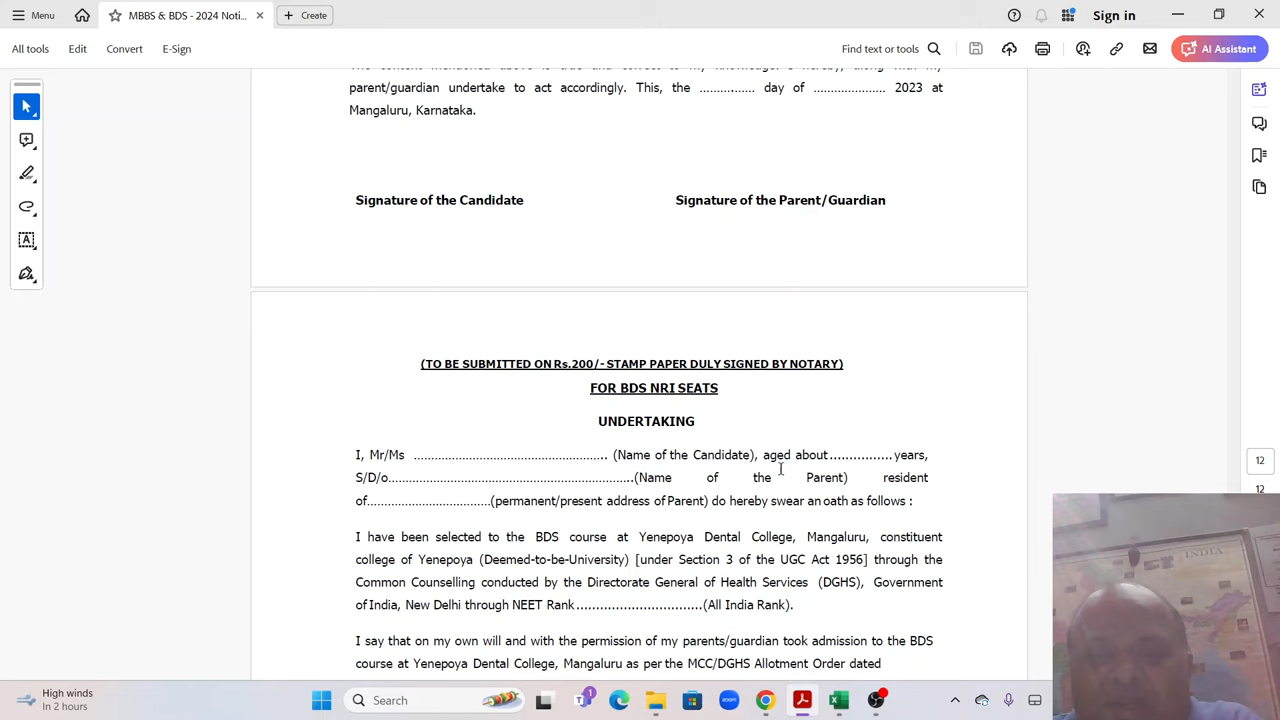 Menu
MBBS & BDS - 2024 Noti...
Create
Sign in
All tools
Edit
Convert
E-Sign
Find text or tools
AI Assistant
parent/guardian undertake to act accordingly. This, the ................ day of ..................... 2023 at
Mangaluru, Karnataka.
Signature of the Candidate
Signature of the Parent/Guardian
(TO BE SUBMITTED ON Rs.200/- STAMP PAPER DULY SIGNED BY NOTARY)
FOR BDS NRI SEATS
UNDERTAKING
I, Mr/Ms ........................................................ (Name of the Candidate), aged about...............years,
S/D/o......................................................................(Name of the Parent) resident
of...................................(permanent/present address of Parent) do hereby swear an oath as follows :
I have been selected to the BDS course at Yenepoya Dental College, Mangaluru, constituent
college of Yenepoya (Deemed-to-be-University) [under Section 3 of the UGC Act 1956] through the
Common Counselling conducted by the Directorate General of Health Services (DGHS), Government
of India, New Delhi through NEET Rank ..............................(All India Rank).
I say that on my own will and with the permission of my parents/guardian took admission to the BDS
course at Yenepoya Dental College, Mangaluru as per the MCC/DGHS Allotment Order dated
12
12
INDIA
High winds
In 2 hours
Search
1